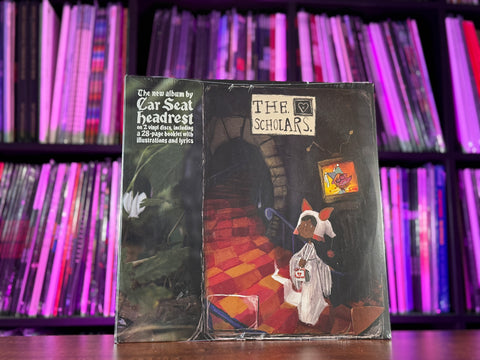 The new album by
Car Seat
headrest
on 2 vinyl discs, including
a 28-page booklet with
illustrations and lyrics
THE
SCHOLARS.